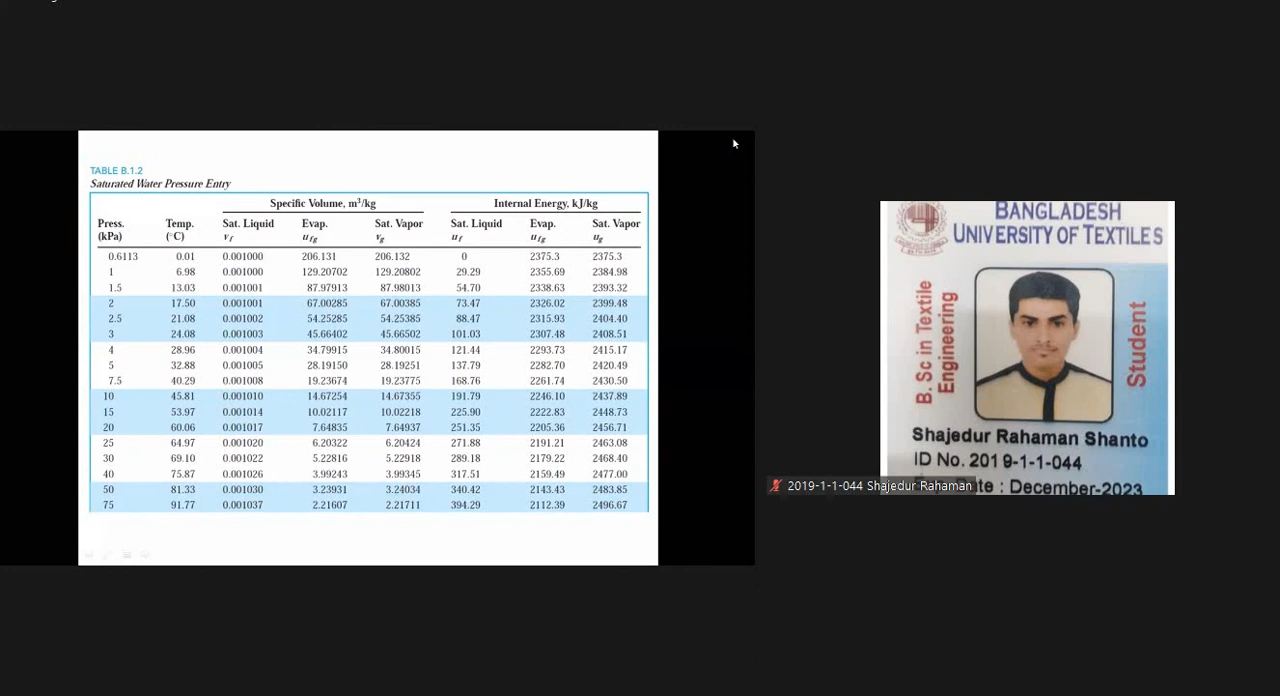 TABLE B.1.2
Saturated Water Pressure Entry
Specific Volume, m³/kg Internal Energy, kJ/kg
Press. Temp. Sat. Liquid Evap. Sat. Vapor Sat. Liquid Evap. Sat. Vapor
(kPa) (°C) vf ufg vg uf ufg ug
0.6113 0.01 0.001000 206.131 206.132 0 2375.3 2375.3
1 6.98 0.001000 129.20702 129.20802 29.29 2355.69 2384.98
1.5 13.03 0.001001 87.97913 87.98013 54.70 2338.63 2393.32
2 17.50 0.001001 67.00285 67.00385 73.47 2326.02 2399.48
2.5 21.08 0.001002 54.25285 54.25385 88.47 2315.93 2404.40
3 24.08 0.001003 45.66402 45.66502 101.03 2307.48 2408.51
4 28.96 0.001004 34.79915 34.80015 121.44 2293.73 2415.17
5 32.88 0.001005 28.19150 28.19251 137.79 2282.70 2420.49
7.5 40.29 0.001008 19.23674 19.23775 168.76 2261.74 2430.50
10 45.81 0.001010 14.67254 14.67355 191.79 2246.10 2437.89
15 53.97 0.001014 10.02117 10.02218 225.90 2222.83 2448.73
20 60.06 0.001017 7.64835 7.64937 251.35 2205.36 2456.71
25 64.97 0.001020 6.20322 6.20424 271.88 2191.21 2463.08
30 69.10 0.001022 5.22816 5.22918 289.18 2179.22 2468.40
40 75.87 0.001026 3.99243 3.99345 317.51 2159.49 2477.00
50 81.33 0.001030 3.23931 3.24034 340.42 2143.43 2483.85
75 91.77 0.001037 2.21607 2.21711 394.29 2112.39 2496.67
BANGLADESH
UNIVERSITY OF TEXTILES
B. Sc in Textile
Engineering
Student
Shajedur Rahaman Shanto
ID No. 2019-1-1-044
: December-2023
2019-1-1-044 Shajedur Rahaman